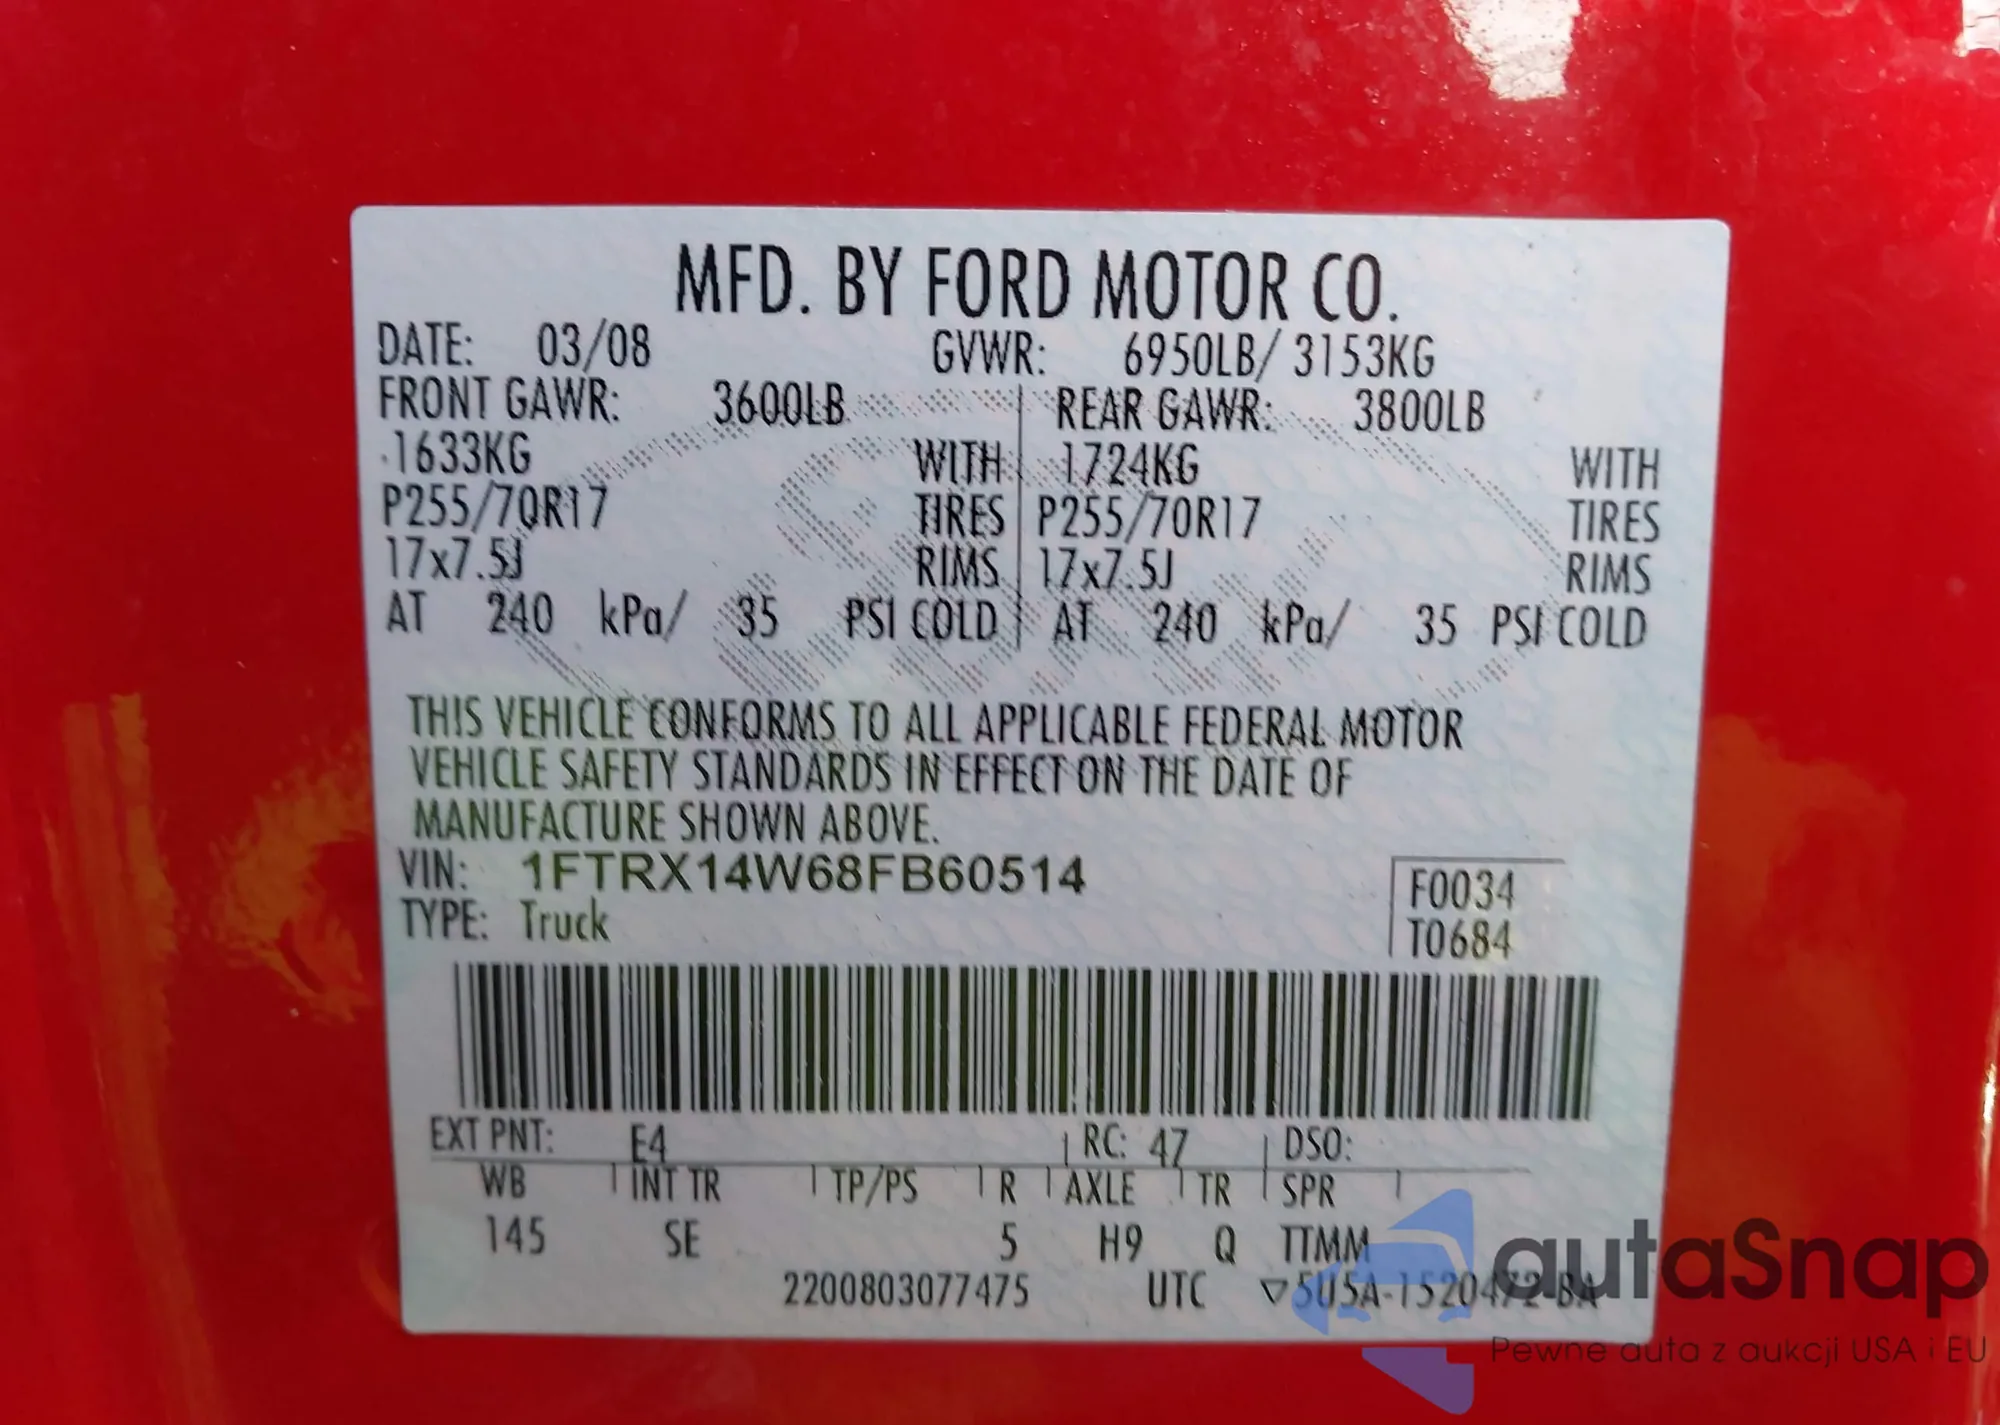 MFD. BY FORD MOTOR CO.
DATE: 03/08 GVWR: 6950LB/ 3153KG
FRONT GAWR: 3600LB REAR GAWR: 3800LB
1633KG WITH 1724KG WITH
P255/70R17 TIRES P255/70R17 TIRES
17x7.5J RIMS 17x7.5J RIMS
AT 240 kPa/ 35 PSI COLD AT 240 kPa/ 35 PSI COLD
THIS VEHICLE CONFORMS TO ALL APPLICABLE FEDERAL MOTOR
VEHICLE SAFETY STANDARDS IN EFFECT ON THE DATE OF
MANUFACTURE SHOWN ABOVE.
VIN: 1FTRX14W68FB60514 F0034
TYPE: Truck T0684
EXT PNT: E4 RC: 47 DSO:
WB INT TR TP/PS R AXLE TR SPR
145 SE 5 H9 Q TTMM
2200803077475 UTC ▽5U5A-1520472-BA
autaSnap
Pewne auta z aukcji USA i EU